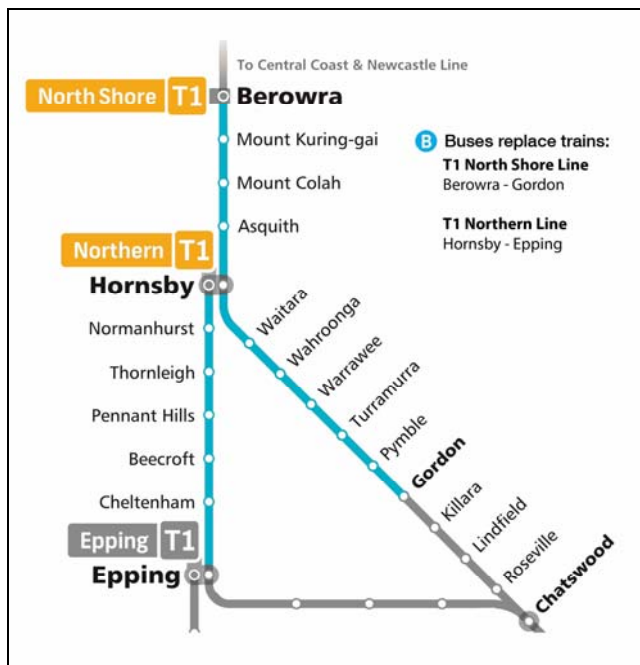 To Central Coast & Newcastle Line
North Shore T1
Berowra
Mount Kuring-gai
Mount Colah
Asquith
B Buses replace trains:
T1 North Shore Line
Berowra - Gordon
T1 Northern Line
Hornsby - Epping
Northern T1
Hornsby
Normanhurst
Thornleigh
Pennant Hills
Beecroft
Cheltenham
Epping T1
Epping
Waitara
Wahroonga
Warrawee
Turramurra
Pymble
Gordon
Killara
Lindfield
Roseville
Chatswood